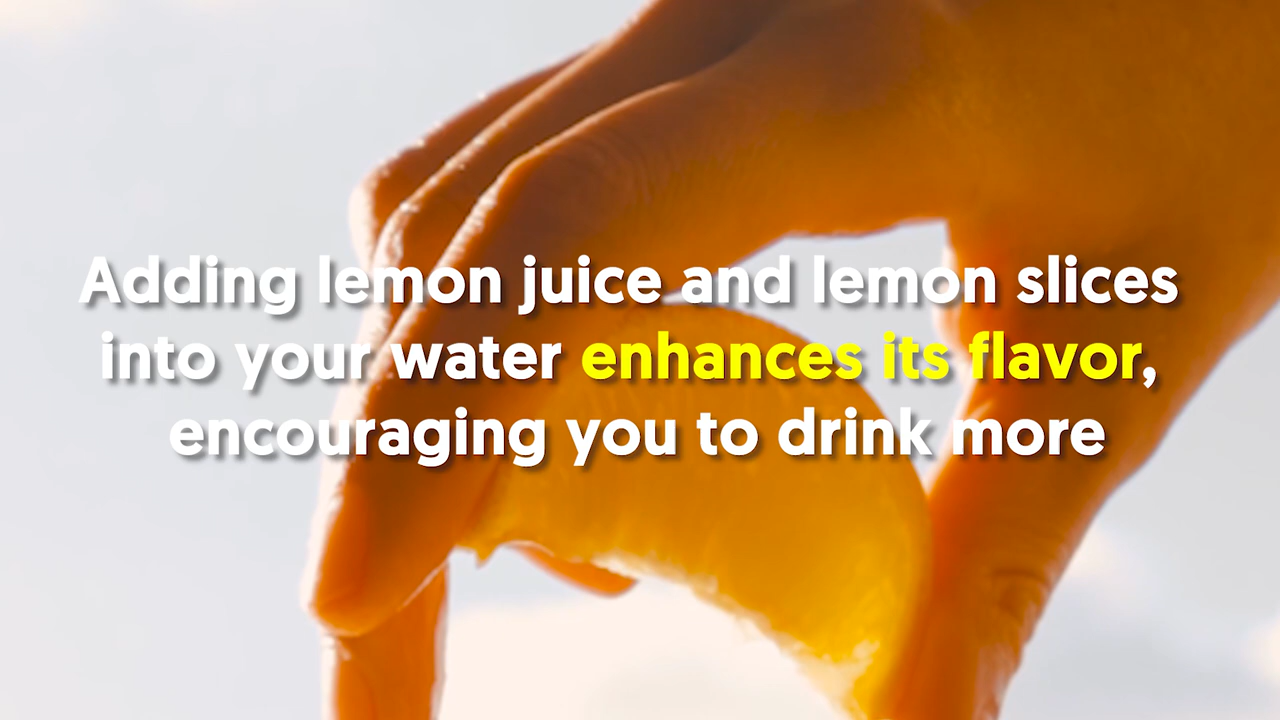 Adding lemon juice and lemon slices
into your water enhances its flavor,
encouraging you to drink more